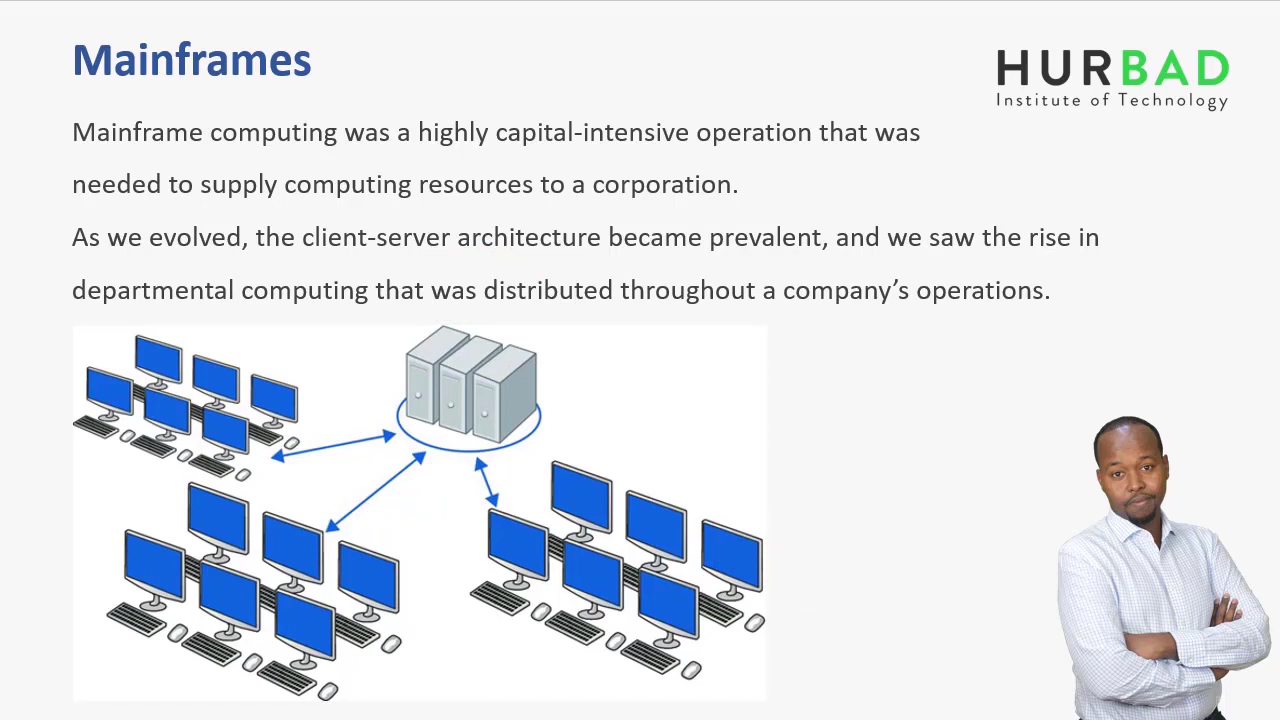 Mainframes
HURBAD
Institute of Technology
Mainframe computing was a highly capital-intensive operation that was
needed to supply computing resources to a corporation.
As we evolved, the client-server architecture became prevalent, and we saw the rise in
departmental computing that was distributed throughout a company’s operations.